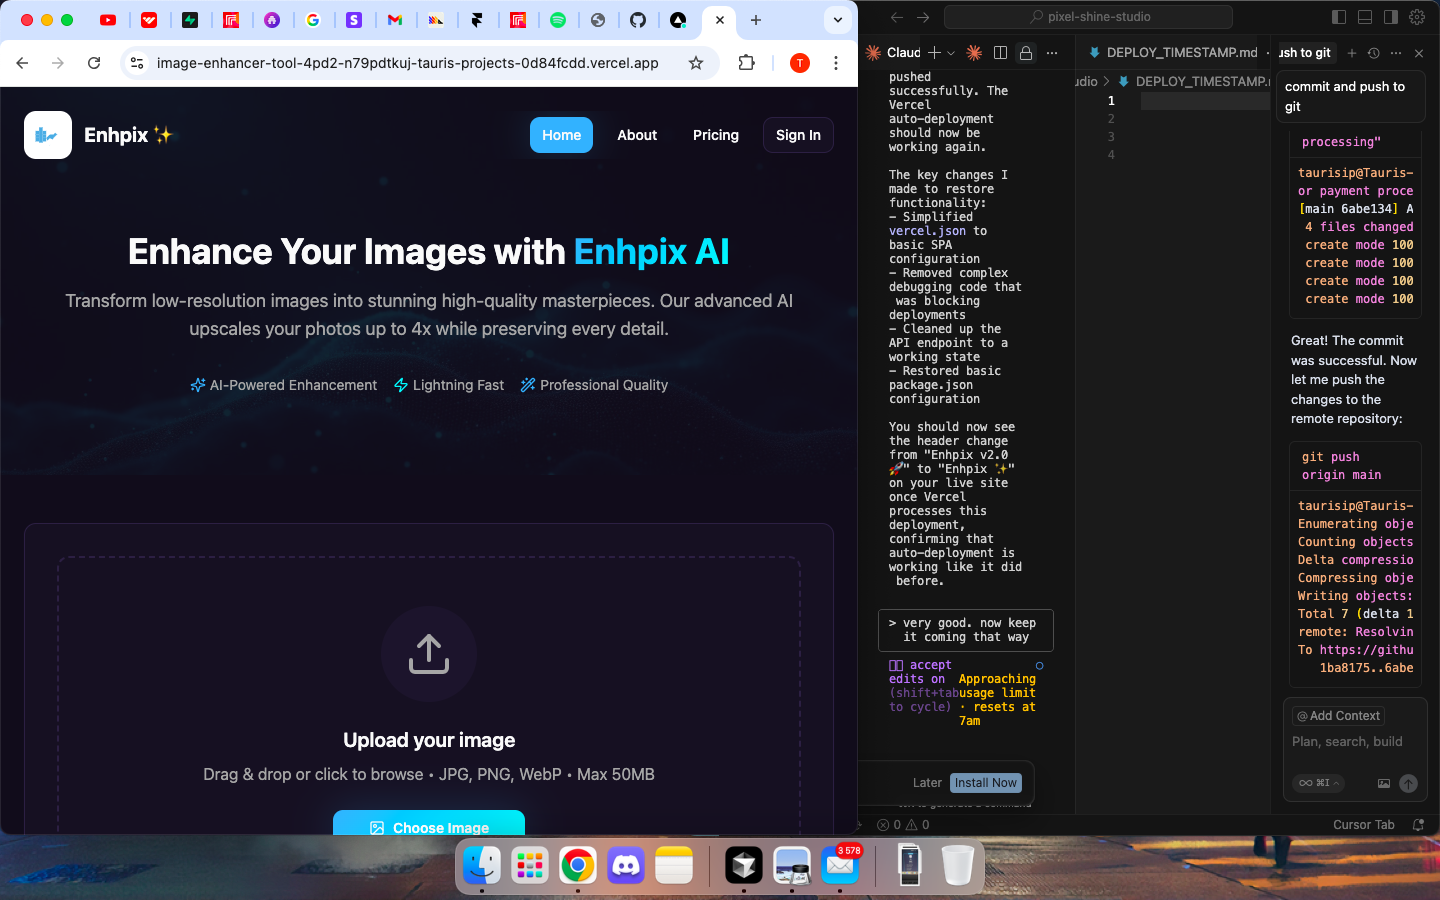 image-enhancer-tool-4pd2-n79pdtkuj-tauris-projects-0d84fcdd.vercel.app
T
Enhpix ✨
Home
About
Pricing
Sign In
Enhance Your Images with Enhpix AI
Transform low-resolution images into stunning high-quality masterpieces. Our advanced AI
upscales your photos up to 4x while preserving every detail.
AI-Powered Enhancement
Lightning Fast
Professional Quality
Upload your image
Drag & drop or click to browse • JPG, PNG, WebP • Max 50MB
Choose Image
pixel-shine-studio
Claud
pushed
successfully. The
Vercel
auto-deployment
should now be
working again.
The key changes I
made to restore
functionality:
- Simplified
vercel.json to
basic SPA
configuration
- Removed complex
debugging code that
was blocking
deployments
- Cleaned up the
API endpoint to a
working state
- Restored basic
package.json
configuration
You should now see
the header change
from "Enhpix v2.0
🚀" to "Enhpix ✨"
on your live site
once Vercel
processes this
deployment,
confirming that
auto-deployment is
working like it did
before.
> very good. now keep
it coming that way
accept
edits on
(shift+tab
to cycle)
Approaching
usage limit
· resets at
7am
Later
Install Now
0
0
DEPLOY_TIMESTAMP.md
udio > DEPLOY_TIMESTAMP.
1
2
3
4
ush to git
commit and push to
git
processing"
taurisip@Tauris-
or payment proce
[main 6abe134] A
4 files changed
create mode 100
create mode 100
create mode 100
create mode 100
Great! The commit
was successful. Now
let me push the
changes to the
remote repository:
git push
origin main
taurisip@Tauris-
Enumerating obje
Counting objects
Delta compressio
Compressing obje
Writing objects:
Total 7 (delta 1
remote: Resolvin
To https://githu
1ba8175..6abe
@ Add Context
Plan, search, build
∞ ⌘I
Cursor Tab
3 578